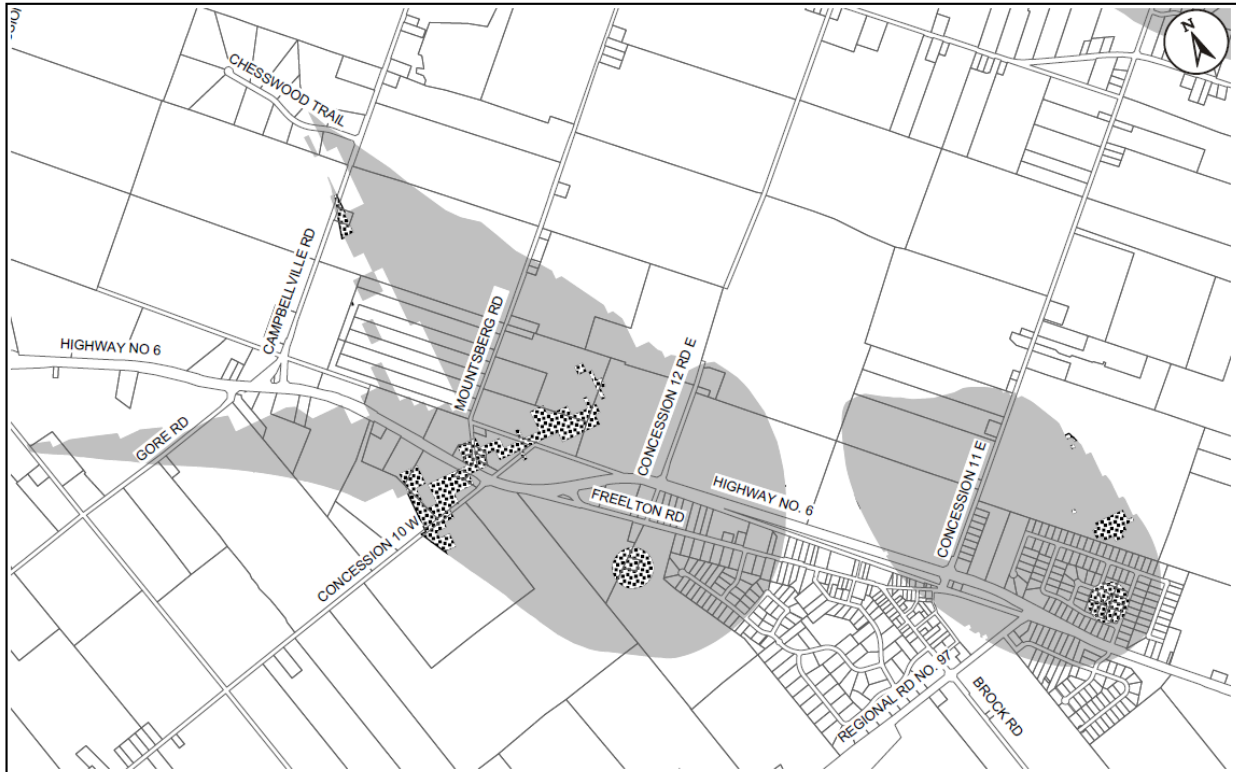 N
CHESSWOOD TRAIL
CAMPBELLVILLE RD
HIGHWAY NO 6
MOUNTSBERG RD
CONCESSION 12 RD E
GORE RD
HIGHWAY NO. 6
FREELTON RD
CONCESSION 11 E
CONCESSION 10 W
REGIONAL RD NO. 97
BROCK RD